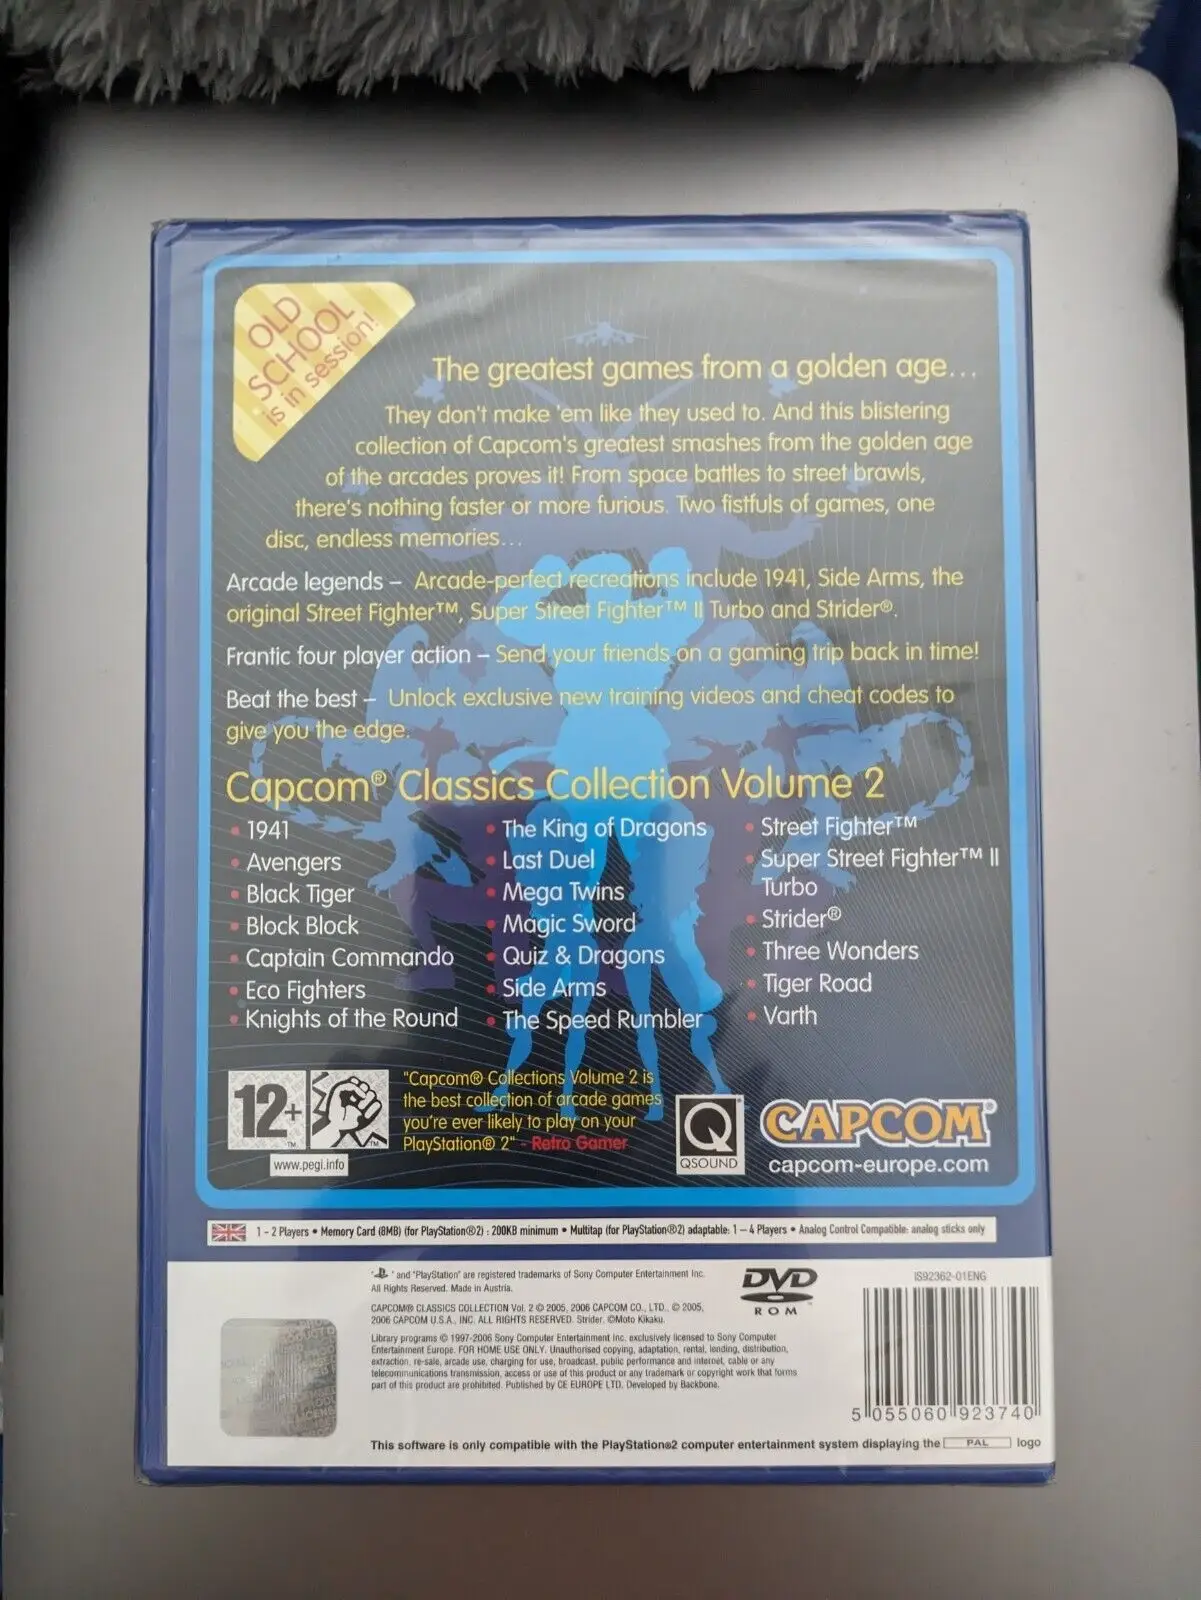 OLD
SCHOOL
is in session!
The greatest games from a golden age...
They don't make 'em like they used to. And this blistering
collection of Capcom's greatest smashes from the golden age
of the arcades proves it! From space battles to street brawls,
there's nothing faster or more furious. Two fistfuls of games, one
disc, endless memories...
Arcade legends – Arcade-perfect recreations include 1941, Side Arms, the
original Street Fighter™, Super Street Fighter™ II Turbo and Strider®.
Frantic four player action – Send your friends on a gaming trip back in time!
Beat the best – Unlock exclusive new training videos and cheat codes to
give you the edge.
Capcom® Classics Collection Volume 2
• 1941
• Avengers
• Black Tiger
• Block Block
• Captain Commando
• Eco Fighters
• Knights of the Round
• The King of Dragons
• Last Duel
• Mega Twins
• Magic Sword
• Quiz & Dragons
• Side Arms
• The Speed Rumbler
• Street Fighter™
• Super Street Fighter™ II
Turbo
• Strider®
• Three Wonders
• Tiger Road
• Varth
12+
www.pegi.info
"Capcom® Collections Volume 2 is
the best collection of arcade games
you're ever likely to play on your
PlayStation® 2" - Retro Gamer
Q
QSOUND
CAPCOM®
capcom-europe.com
1 - 2 Players • Memory Card (8MB) (for PlayStation®2) : 200KB minimum • Multitap (for PlayStation®2) adaptable: 1 – 4 Players • Analog Control Compatible: analog sticks only
" " and "PlayStation" are registered trademarks of Sony Computer Entertainment Inc.
All Rights Reserved. Made in Austria.
CAPCOM® CLASSICS COLLECTION Vol. 2 © 2005, 2006 CAPCOM CO., LTD., © 2005,
2006 CAPCOM U.S.A., INC. ALL RIGHTS RESERVED. Strider. ©Moto Kikaku.
Library programs © 1997-2006 Sony Computer Entertainment Inc. exclusively licensed to Sony Computer
Entertainment Europe. FOR HOME USE ONLY. Unauthorised copying, adaptation, rental, lending, distribution,
extraction, re-sale, arcade use, charging for use, broadcast, public performance and internet, cable or any
telecommunications transmission, access or use of this product or any trademark or copyright work that forms
part of this product are prohibited. Published by CE EUROPE LTD. Developed by Backbone.
This software is only compatible with the PlayStation®2 computer entertainment system displaying the PAL logo
DVD
ROM
IS92362-01ENG
5 055060 923740